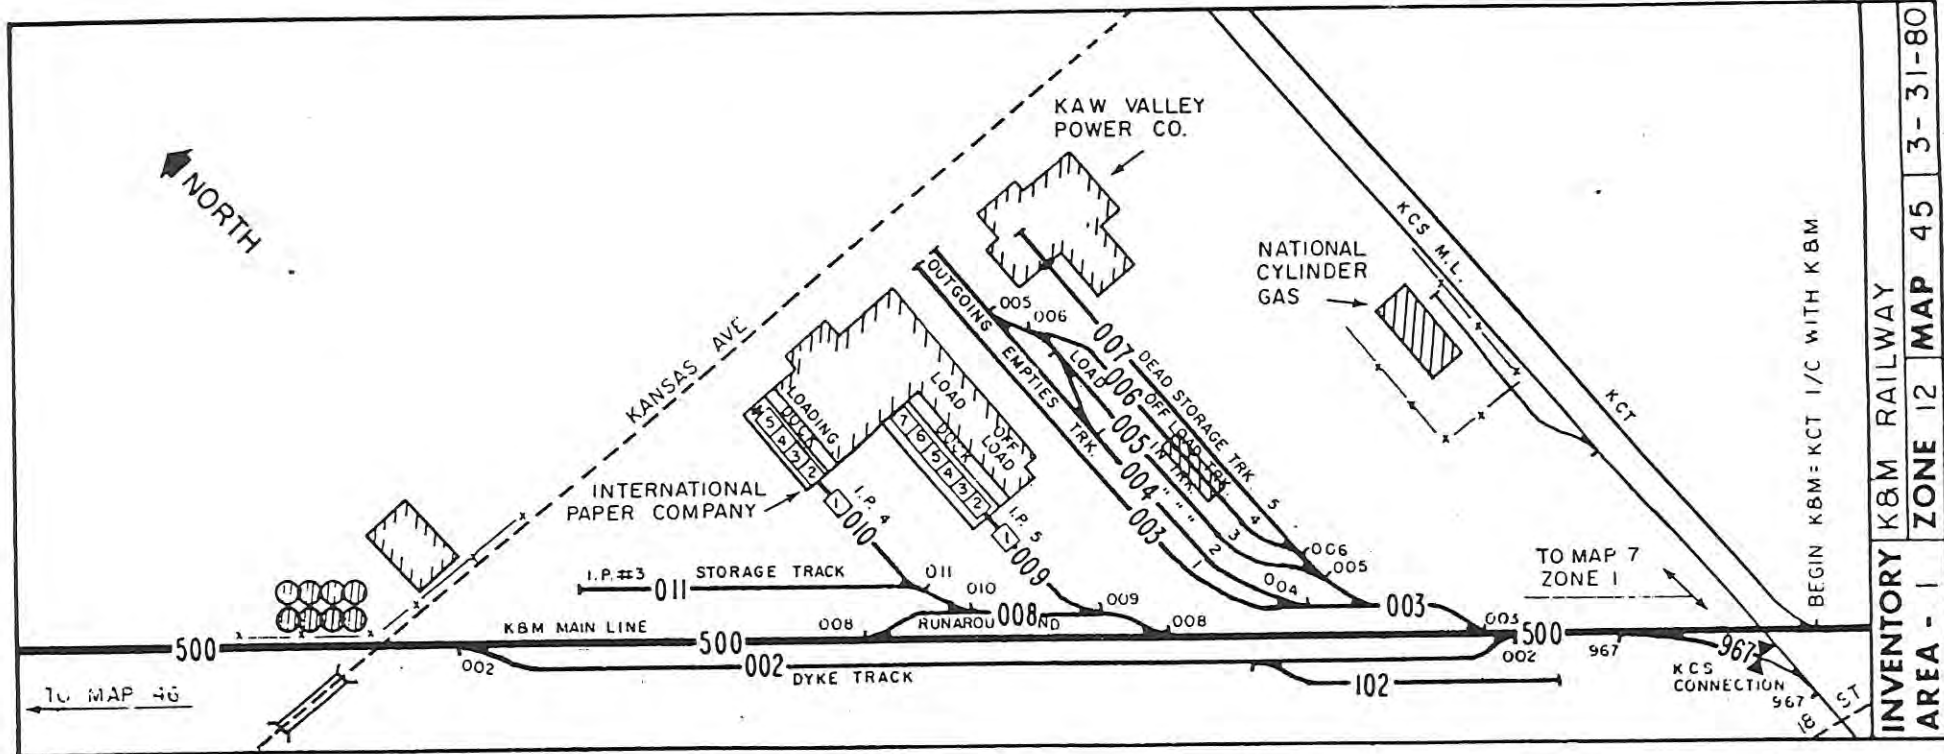 KAW VALLEY
POWER CO.
NORTH
KANSAS AVE
NATIONAL
CYLINDER
GAS
KCS M.L.
KCT
OUTGOINS EMPTIES TRK.
005
006
007
DEAD STORAGE TRK. 5
LOAD
006
OFF LOAD TRK. 4
005
IN TRK. 3
004 " " 2
003 1
LOADING
DOCK
5 4 3 2
LOAD
DOCK
OFF
LOAD
7 6 5 4 3 2
INTERNATIONAL
PAPER COMPANY
I.P. 4
1
010
I.P. 5
1
009
I.P. #3
011
STORAGE TRACK
011
010
009
008
008
RUNAROUND
008
006
005
004
003
003
TO MAP 7
ZONE 1
500
K&M MAIN LINE
500
500
002
002
DYKE TRACK
002
102
967
967
KCS
CONNECTION
967
18 ST
TO MAP 46
BEGIN K&M=KCT I/C WITH K&M
INVENTORY
AREA - 1
K&M RAILWAY
ZONE 12
MAP 45
3-31-80